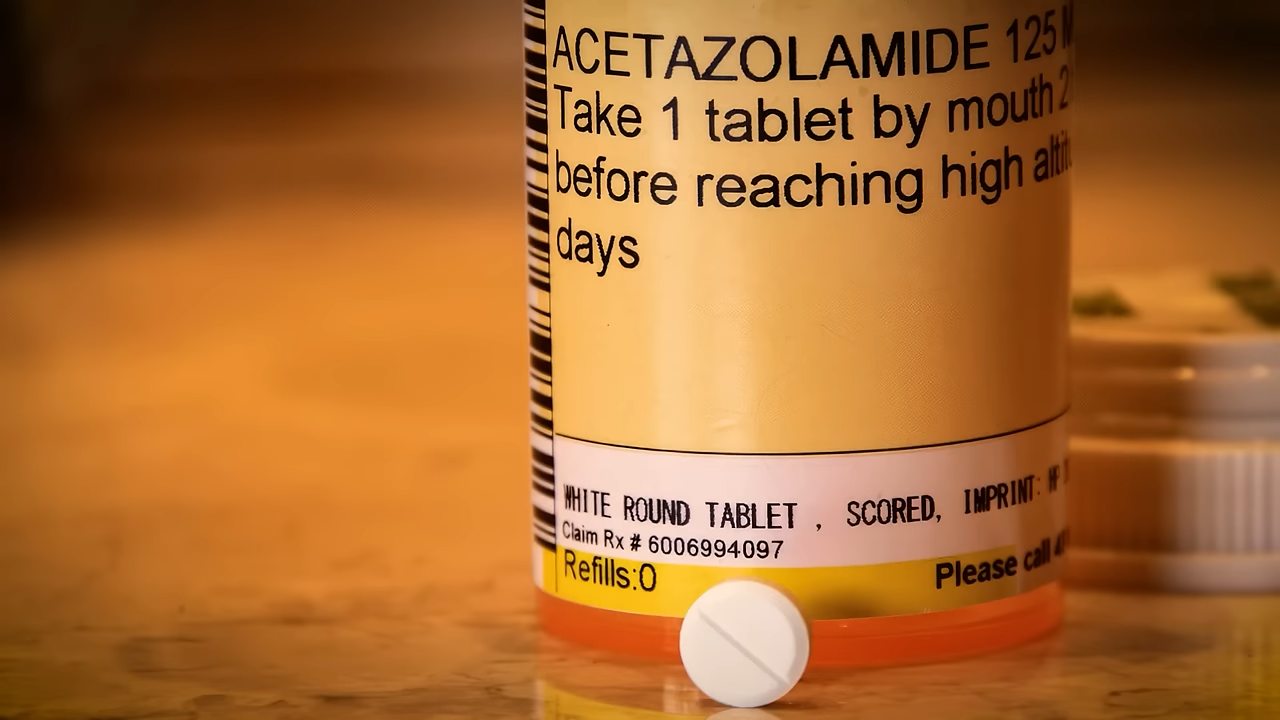 ACETAZOLAMIDE 125
Take 1 tablet by mouth 2
before reaching high
days
WHITE ROUND TABLET , SCORED, IMPRINT:
Claim Rx # 6006994097
Refills:0
Please call